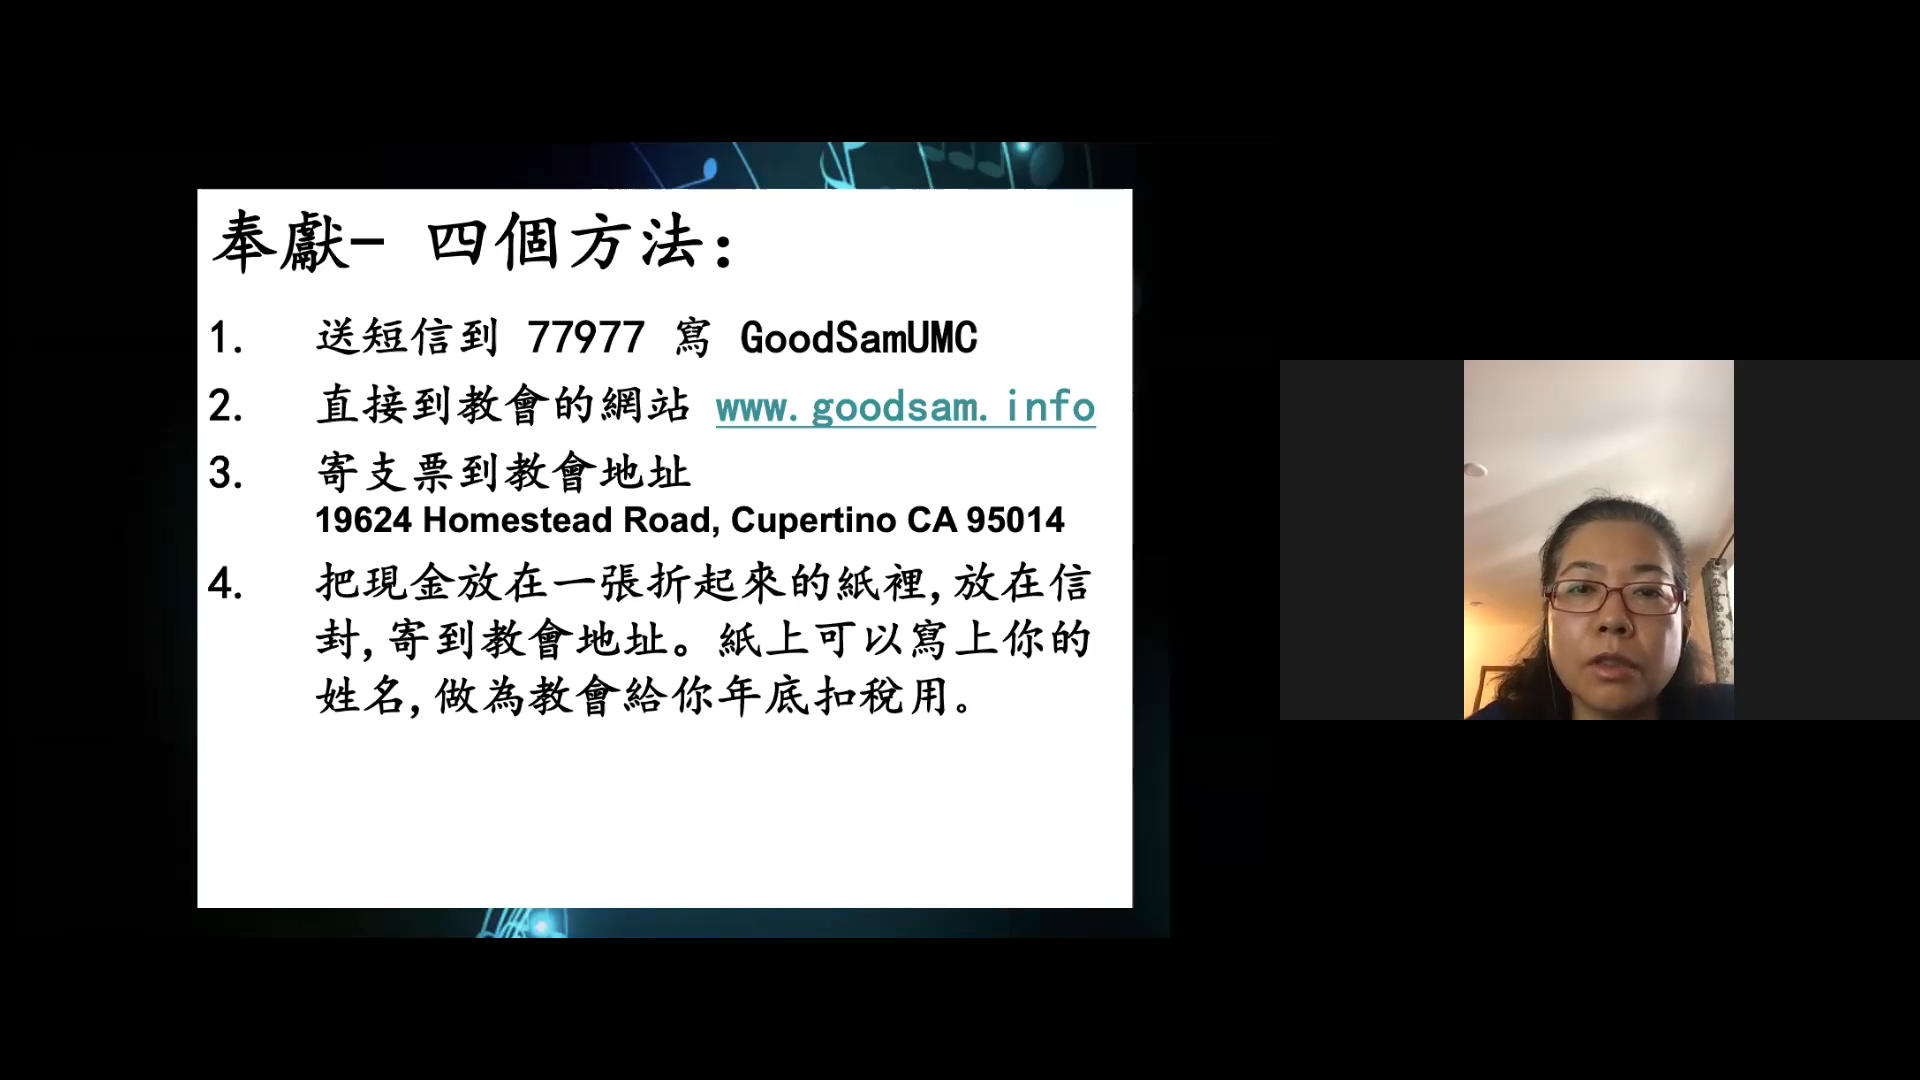 奉獻- 四個方法:
1. 送短信到 77977 寫 GoodSamUMC
2. 直接到教會的網站 www.goodsam.info
3. 寄支票到教會地址
19624 Homestead Road, Cupertino CA 95014
4. 把現金放在一張折起來的紙裡,放在信
封,寄到教會地址。紙上可以寫上你的
姓名,做為教會給你年底扣稅用。